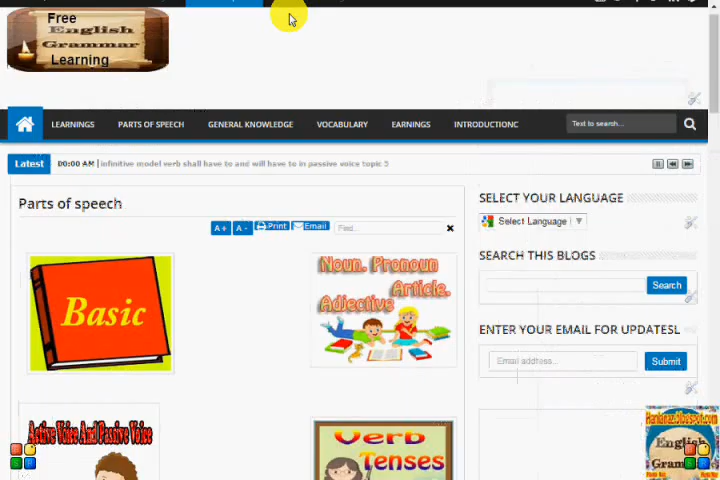 Free
English
Grammar
Learning
LEARNINGS
PARTS OF SPEECH
GENERAL KNOWLEDGE
VOCABULARY
EARNINGS
INTRODUCTIONC
Text to search...
Latest
00:00 AM
infinitive model verb shall have to and will have to in passive voice topic 5
Parts of speech
A +
A -
Print
Email
Find...
SELECT YOUR LANGUAGE
Select Language
SEARCH THIS BLOGS
Search
ENTER YOUR EMAIL FOR UPDATESL
Email address...
Submit
Basic
Noun. Pronoun
Article.
Adjective
Active Voice And Passive Voice
Verb
Tenses
English